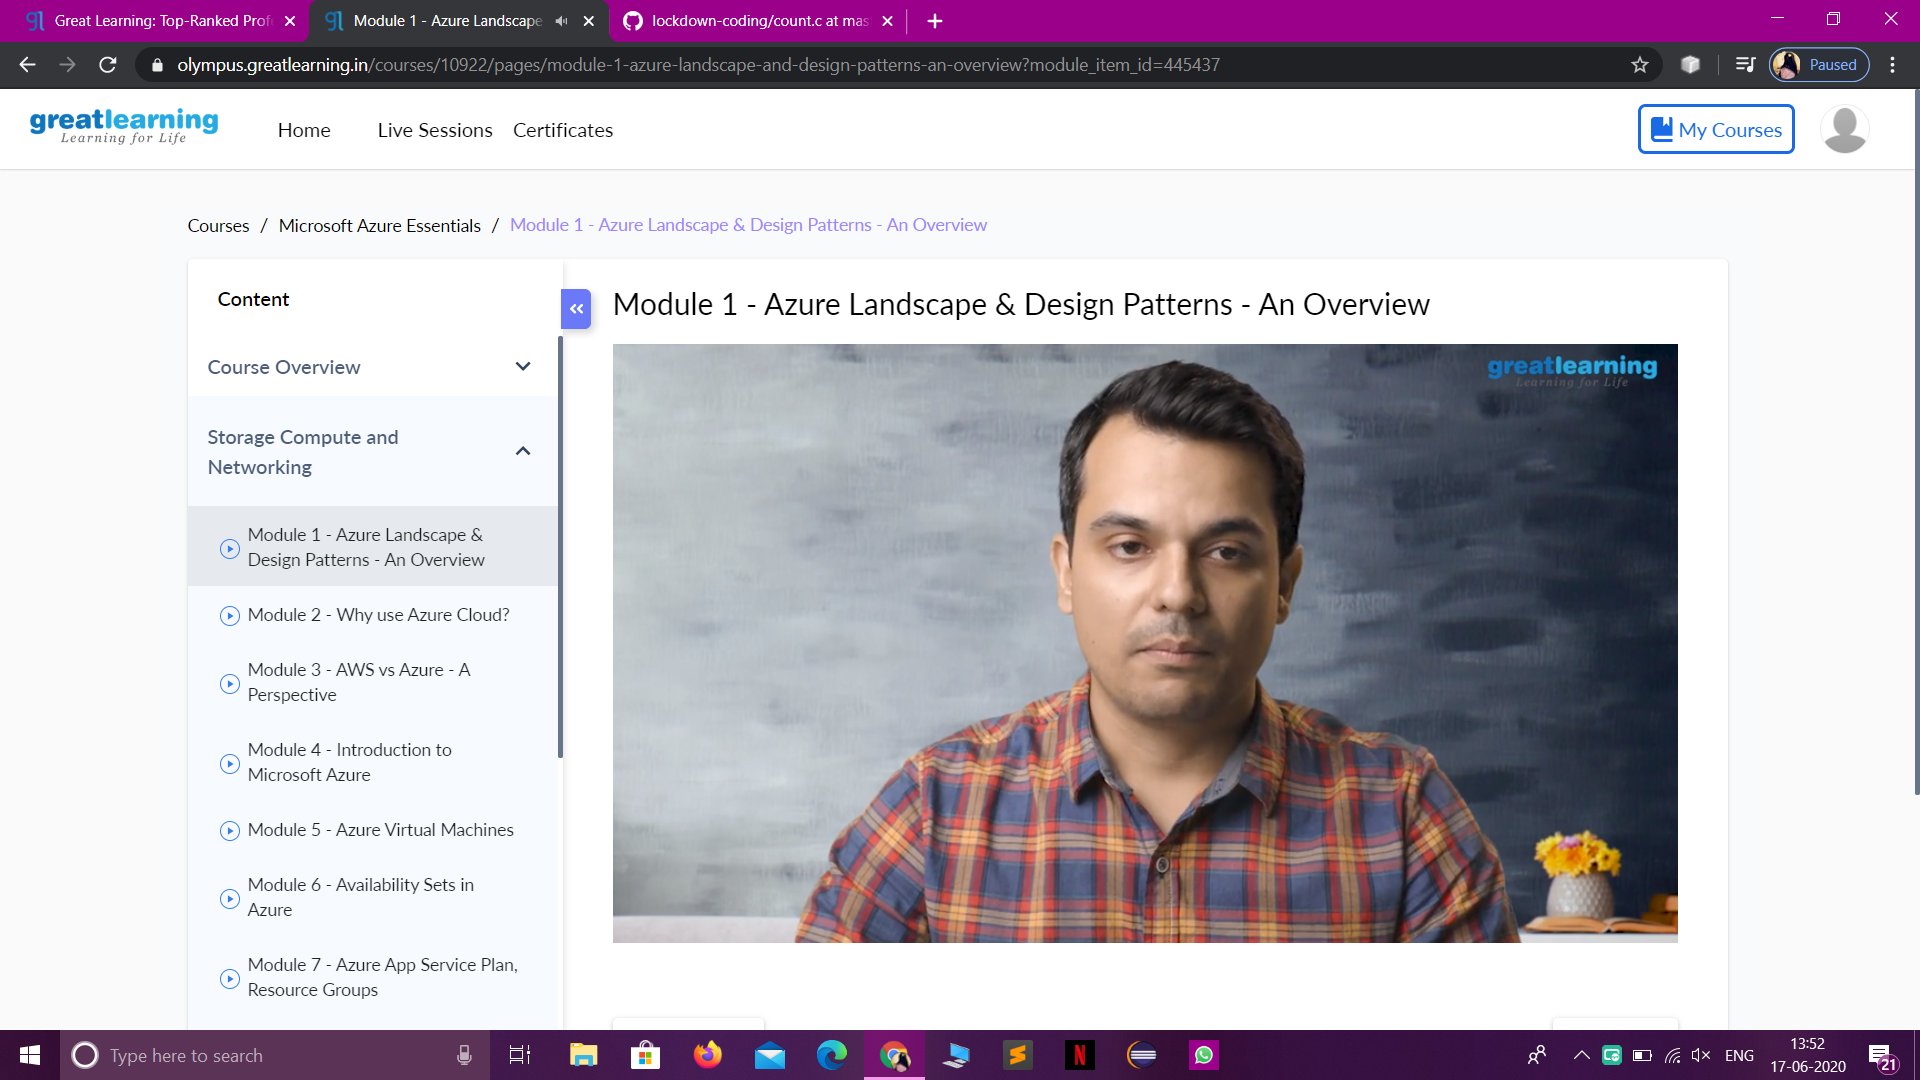 Great Learning: Top-Ranked Prof
Module 1 - Azure Landscape
lockdown-coding/count.c at mas
olympus.greatlearning.in/courses/10922/pages/module-1-azure-landscape-and-design-patterns-an-overview?module_item_id=445437
Paused
greatlearning
Learning for Life
Home
Live Sessions
Certificates
My Courses
Courses / Microsoft Azure Essentials / Module 1 - Azure Landscape & Design Patterns - An Overview
Content
Course Overview
Storage Compute and
Networking
Module 1 - Azure Landscape &
Design Patterns - An Overview
Module 2 - Why use Azure Cloud?
Module 3 - AWS vs Azure - A
Perspective
Module 4 - Introduction to
Microsoft Azure
Module 5 - Azure Virtual Machines
Module 6 - Availability Sets in
Azure
Module 7 - Azure App Service Plan,
Resource Groups
Module 1 - Azure Landscape & Design Patterns - An Overview
greatlearning
Learning for Life
Type here to search
ENG
13:52
17-06-2020
21